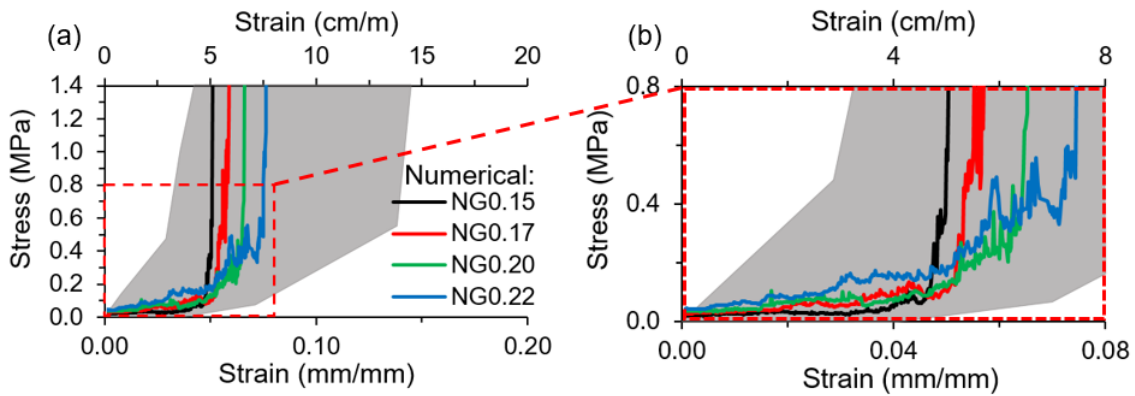 (a)
Strain (cm/m)
0 5 10 15 20
1.4
1.2
1.0
0.8
0.6
0.4
0.2
0.0
Stress (MPa)
0.00 0.10 0.20
Strain (mm/mm)
Numerical:
NG0.15
NG0.17
NG0.20
NG0.22
(b)
Strain (cm/m)
0 4 8
0.8
0.4
0.0
Stress (MPa)
0.00 0.04 0.08
Strain (mm/mm)